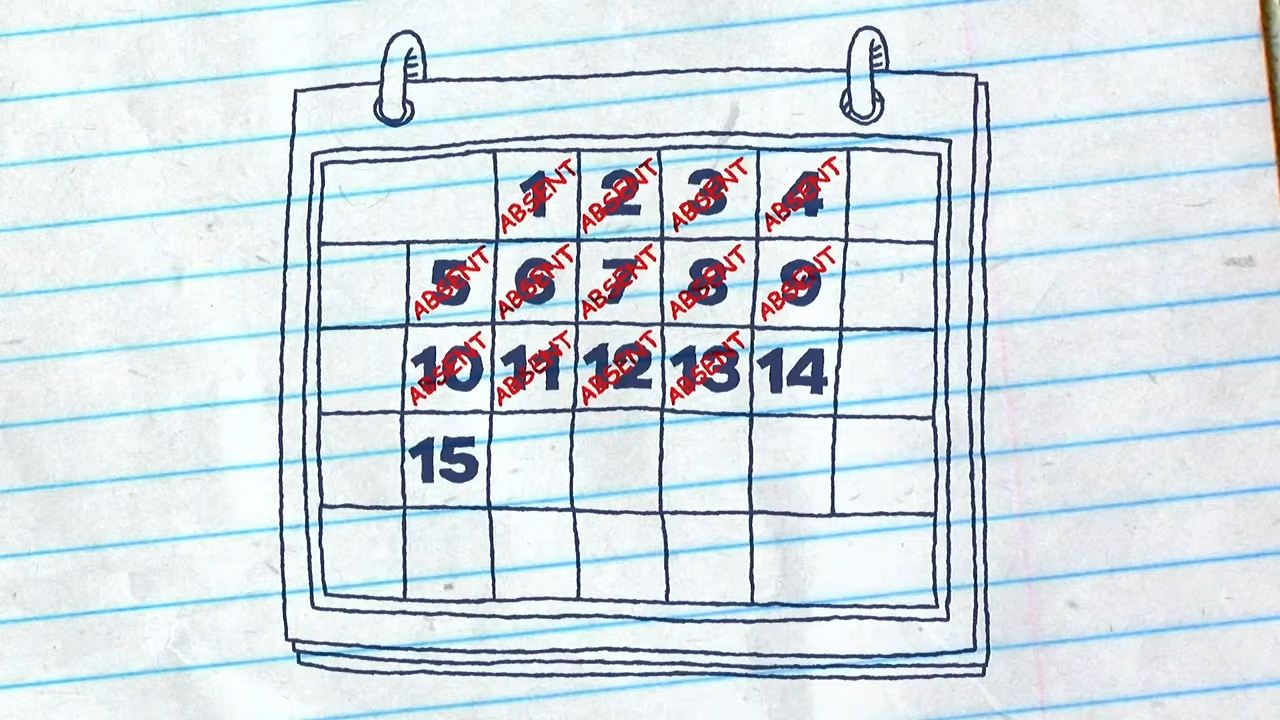 1 ABSENT 2 ABSENT 3 ABSENT 4 ABSENT
5 ABSENT 6 ABSENT 7 ABSENT 8 ABSENT 9 ABSENT
10 ABSENT 11 ABSENT 12 ABSENT 13 ABSENT 14
15